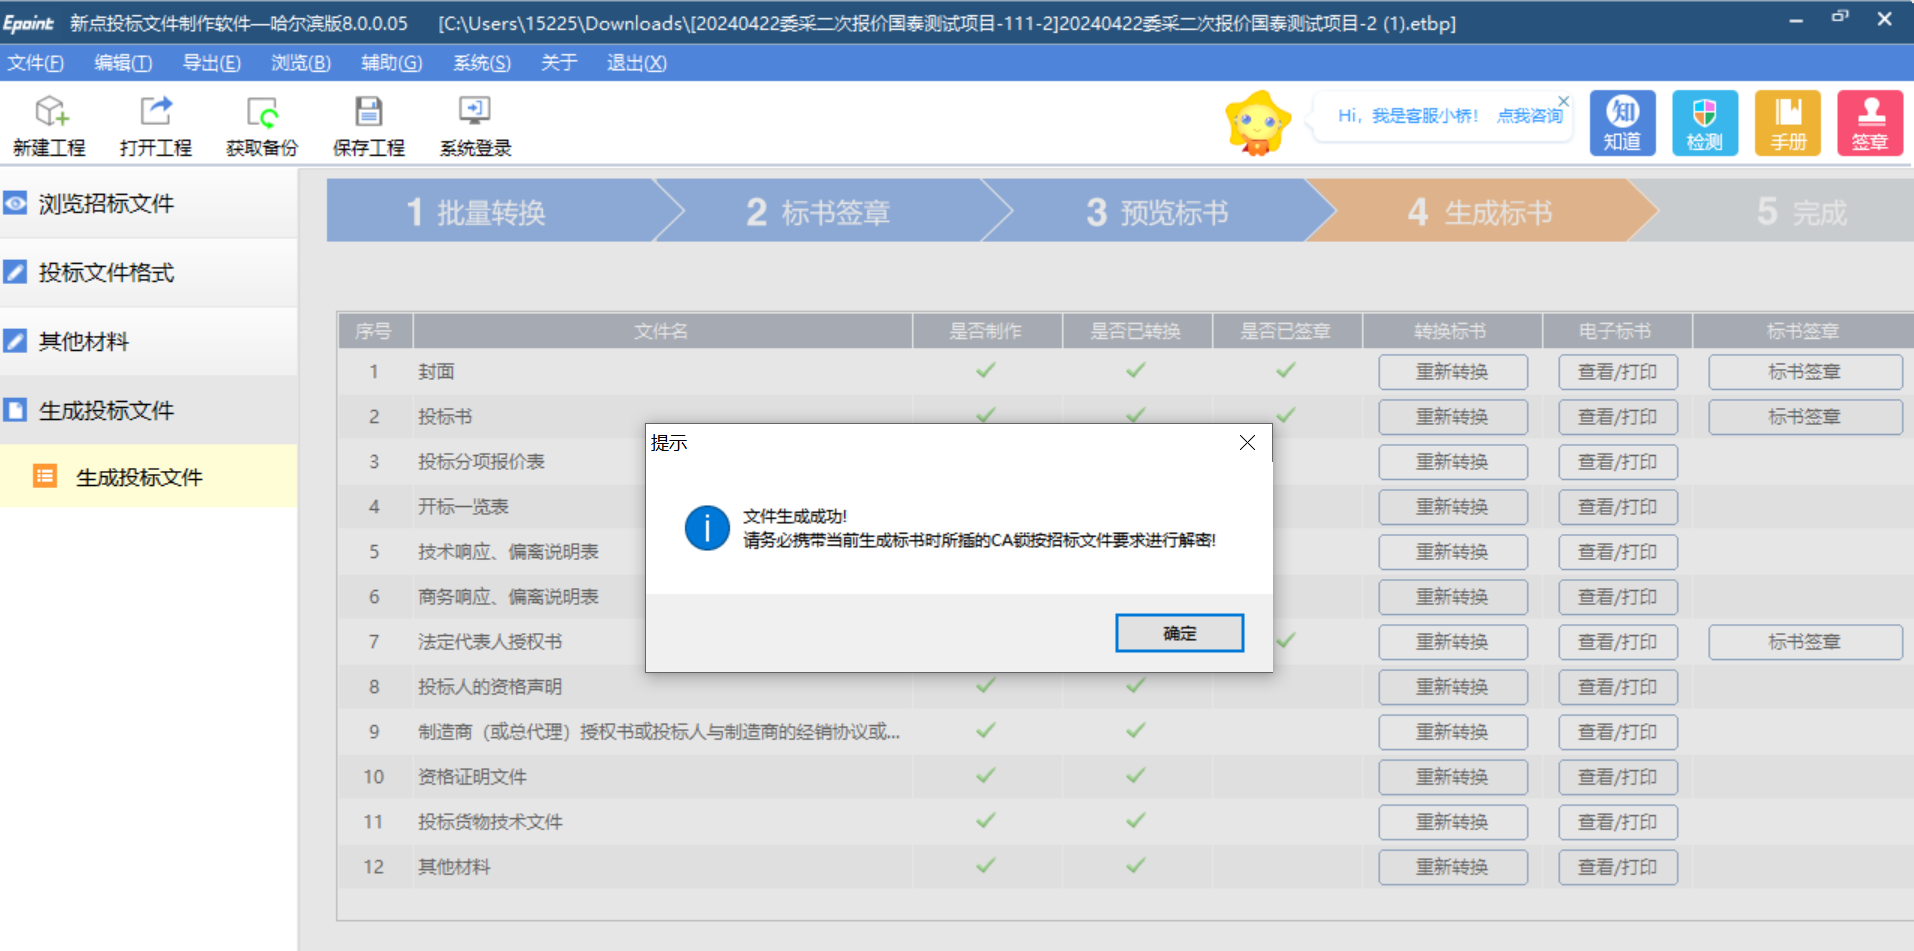 Epoint 新点投标文件制作软件—哈尔滨版8.0.0.05 [C:\Users\15225\Downloads\[20240422委采二次报价国泰测试项目-111-2]20240422委采二次报价国泰测试项目-2 (1).etbp]
文件(F) 编辑(T) 导出(E) 浏览(B) 辅助(G) 系统(S) 关于 退出(X)
新建工程 打开工程 获取备份 保存工程 系统登录
Hi，我是客服小桥！ 点我咨询
知
知道 检测 手册 签章
浏览招标文件
投标文件格式
其他材料
生成投标文件
生成投标文件
1 批量转换 2 标书签章 3 预览标书 4 生成标书 5 完成
序号 文件名 是否制作 是否已转换 是否已签章 转换标书 电子标书 标书签章
1 封面 重新转换 查看/打印 标书签章
2 投标书 重新转换 查看/打印 标书签章
3 投标分项报价表 重新转换 查看/打印
4 开标一览表 重新转换 查看/打印
5 技术响应、偏离说明表 重新转换 查看/打印
6 商务响应、偏离说明表 重新转换 查看/打印
7 法定代表人授权书 重新转换 查看/打印 标书签章
8 投标人的资格声明 重新转换 查看/打印
9 制造商（或总代理）授权书或投标人与制造商的经销协议或... 重新转换 查看/打印
10 资格证明文件 重新转换 查看/打印
11 投标货物技术文件 重新转换 查看/打印
12 其他材料 重新转换 查看/打印
提示
文件生成成功!
请务必携带当前生成标书时所插的CA锁按招标文件要求进行解密!
确定